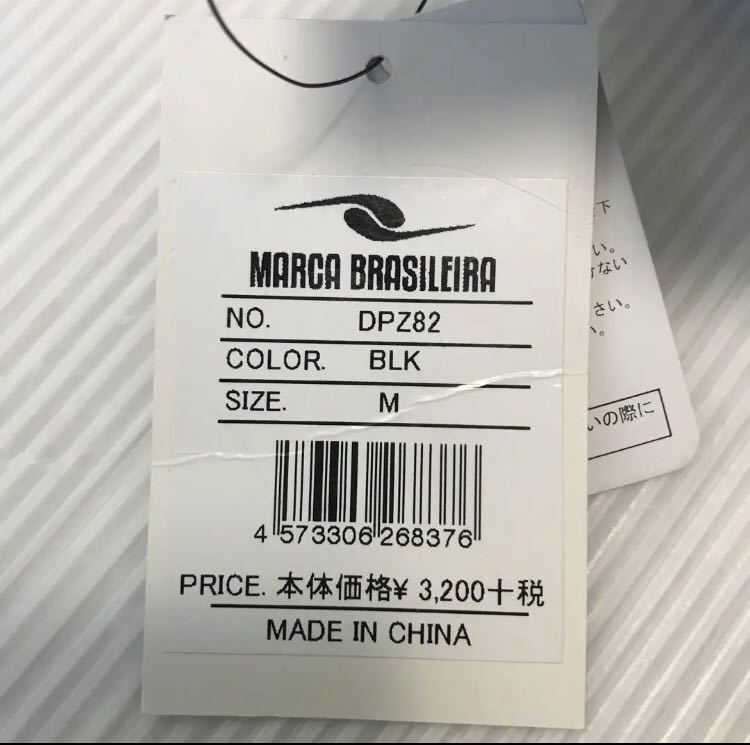 MARCA BRASILEIRA
NO. DPZ82
COLOR. BLK
SIZE. M
4 573306 268376
PRICE. 本体価格¥ 3,200+税
MADE IN CHINA
下
い。
ない
さい。
い。
いの際に